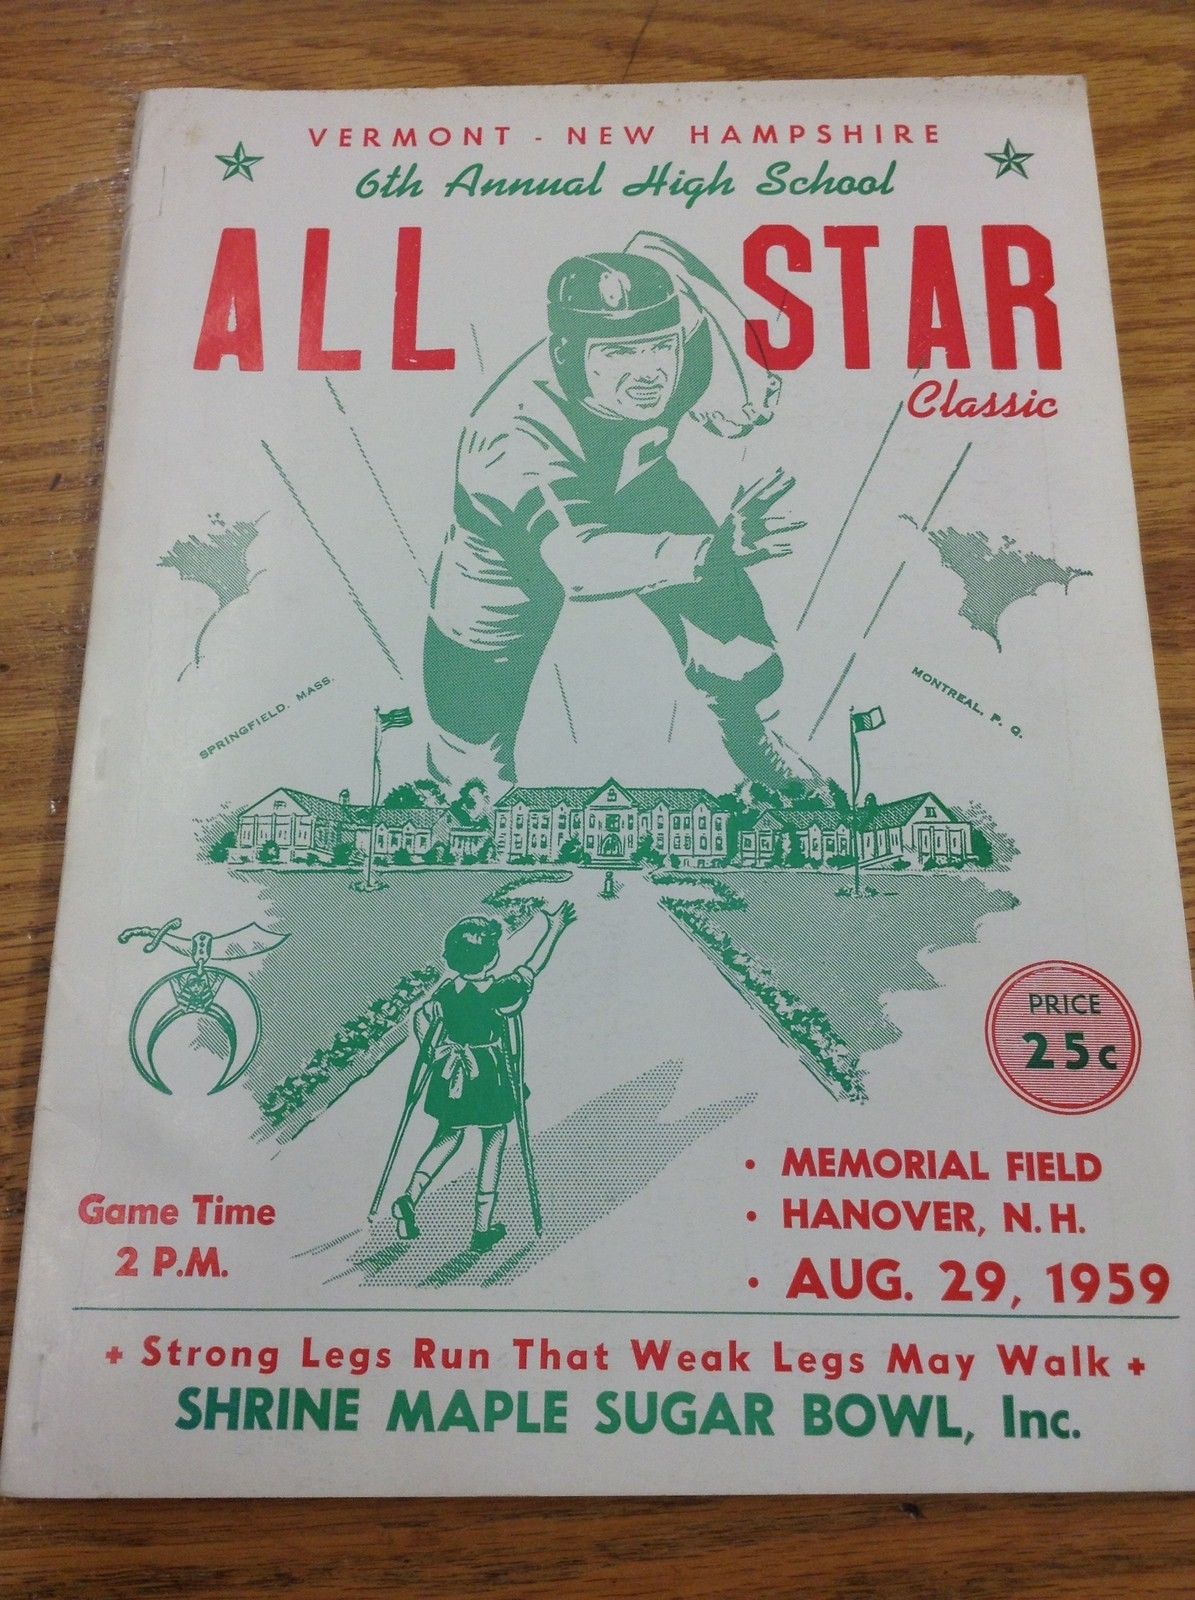 VERMONT - NEW HAMPSHIRE
6th Annual High School
ALL STAR
Classic
SPRINGFIELD, MASS.
MONTREAL, P. Q.
PRICE
25c
Game Time
2 P.M.
• MEMORIAL FIELD
• HANOVER, N. H.
• AUG. 29, 1959
+ Strong Legs Run That Weak Legs May Walk +
SHRINE MAPLE SUGAR BOWL, Inc.